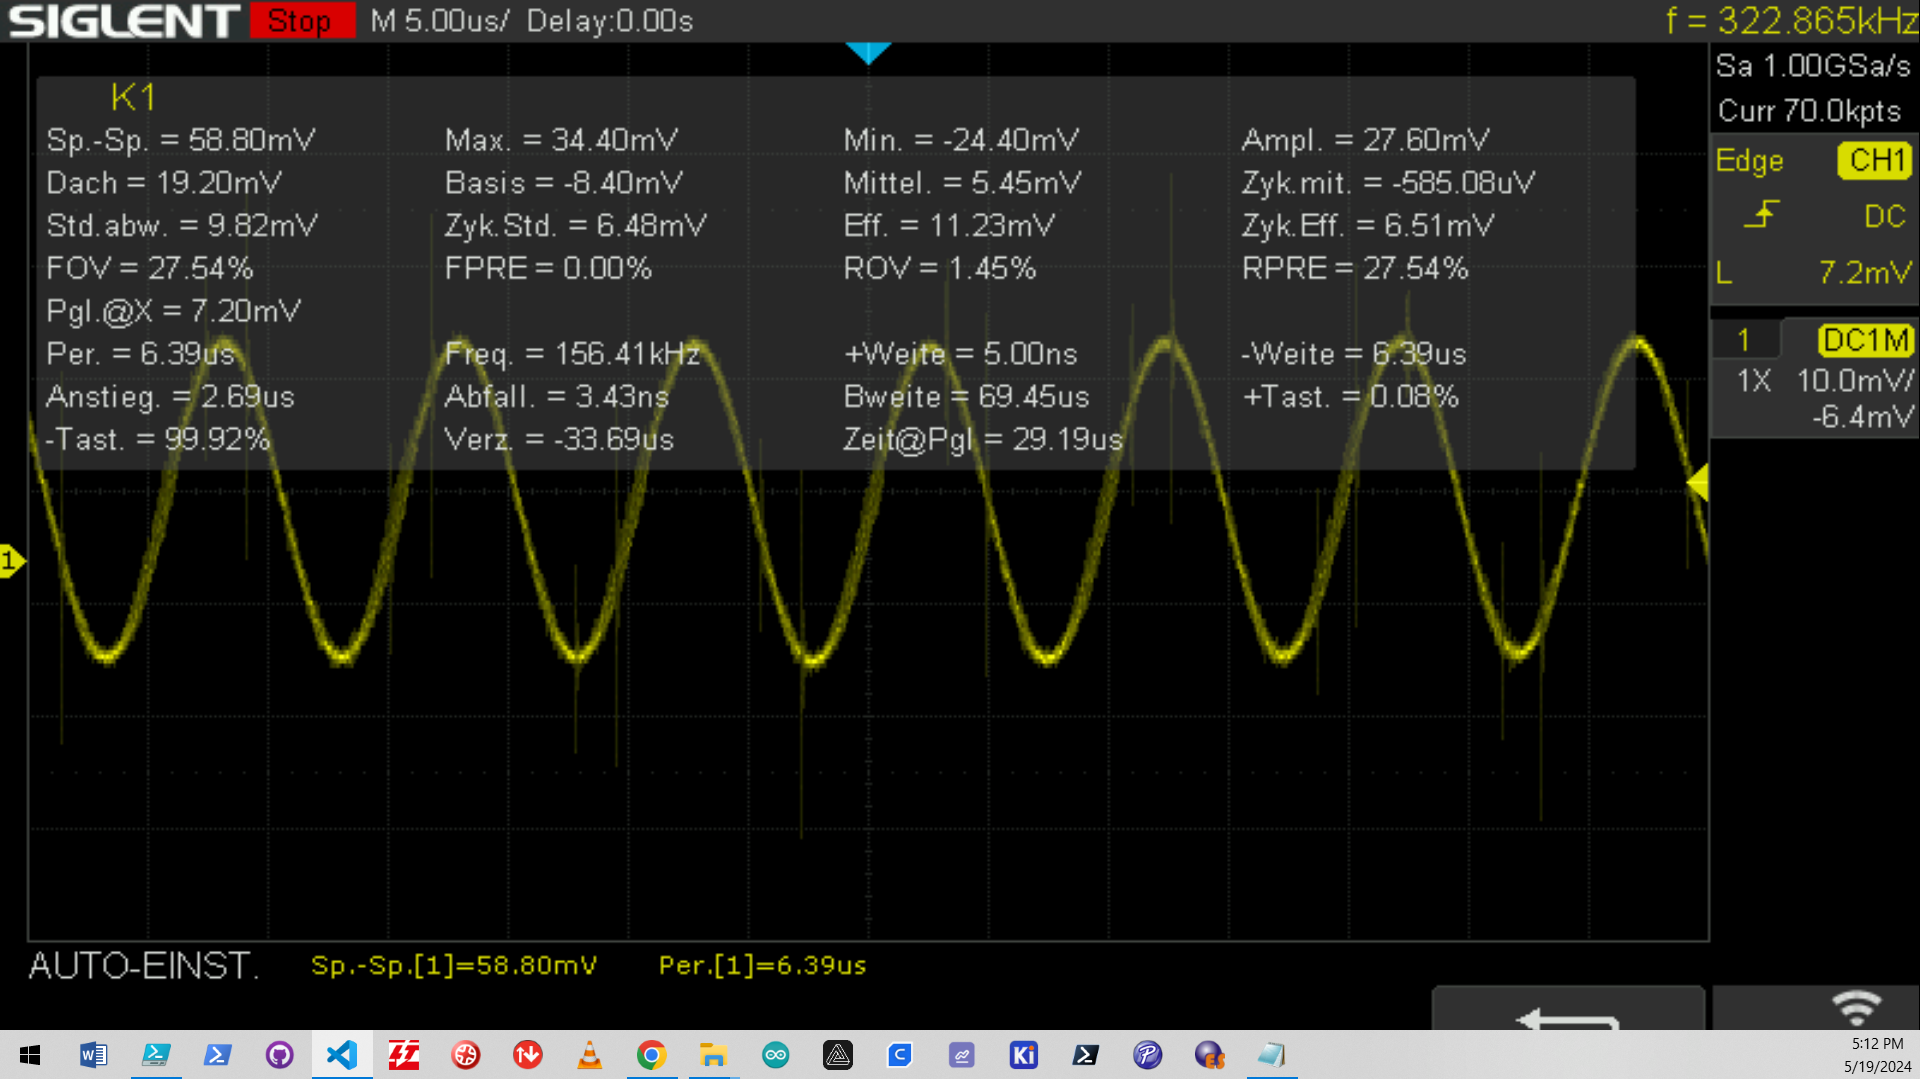 SIGLENT Stop M 5.00us/ Delay:0.00s f = 322.865kHz
Sa 1.00GSa/s
Curr 70.0kpts
K1
Sp.-Sp. = 58.80mV Max. = 34.40mV Min. = -24.40mV Ampl. = 27.60mV
Dach = 19.20mV Basis = -8.40mV Mittel. = 5.45mV Zyk.mit. = -585.08uV
Std.abw. = 9.82mV Zyk.Std. = 6.48mV Eff. = 11.23mV Zyk.Eff. = 6.51mV
FOV = 27.54% FPRE = 0.00% ROV = 1.45% RPRE = 27.54%
Pgl.@X = 7.20mV
Per. = 6.39us Freq. = 156.41kHz +Weite = 5.00ns -Weite = 6.39us
Anstieg. = 2.69us Abfall. = 3.43ns Bweite = 69.45us +Tast. = 0.08%
-Tast. = 99.92% Verz. = -33.69us Zeit@Pgl = 29.19us
Edge CH1
DC
L 7.2mV
1 DC1M
1X 10.0mV/
-6.4mV
1
AUTO-EINST. Sp.-Sp.[1]=58.80mV Per.[1]=6.39us
5:12 PM
5/19/2024